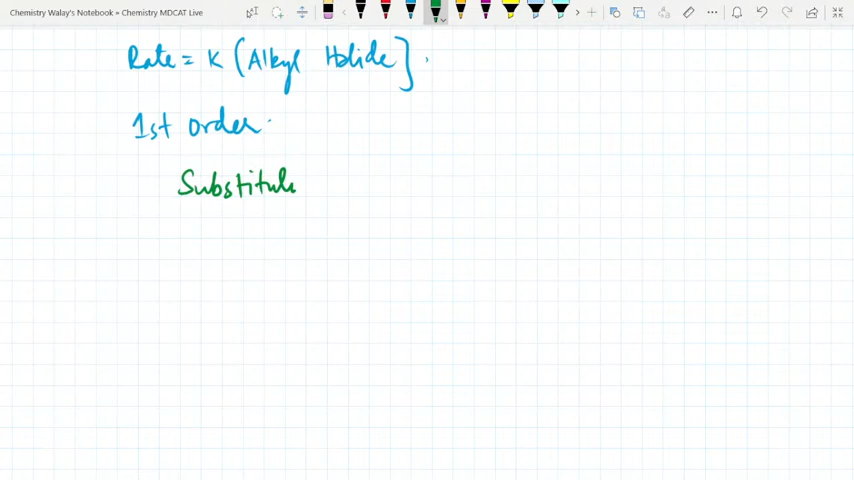 Chemistry Walay's Notebook » Chemistry MDCAT Live
Rate = K (Alkyl Halide].
1st order.
Substitute